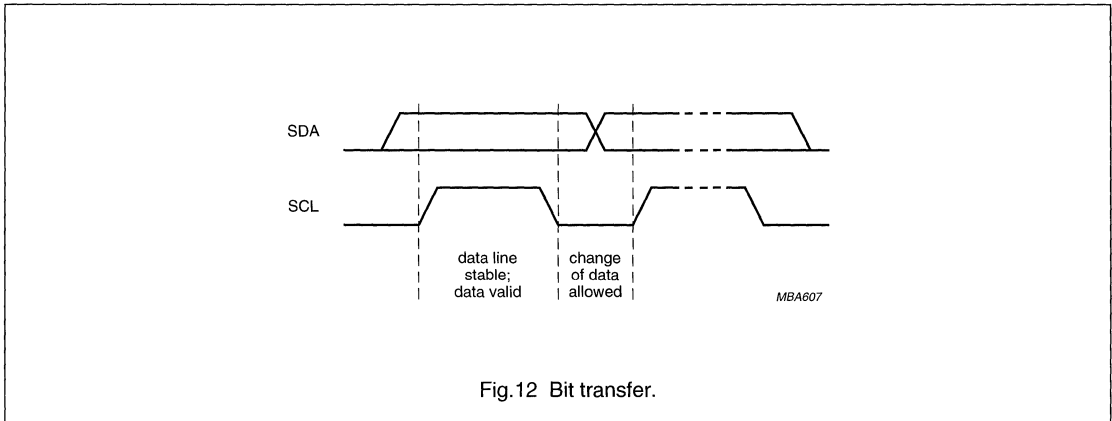 SDA
SCL
data line
stable;
data valid
change
of data
allowed
MBA607
Fig.12 Bit transfer.